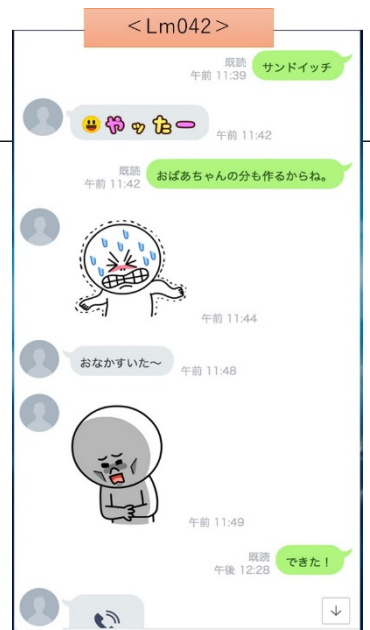 ＜Lm042＞
既読
午前 11:39
サンドイッチ
やッたー
午前 11:42
既読
午前 11:42
おばあちゃんの分も作るからね。
午前 11:44
おなかすいた〜
午前 11:48
午前 11:49
既読
午後 12:28
できた！